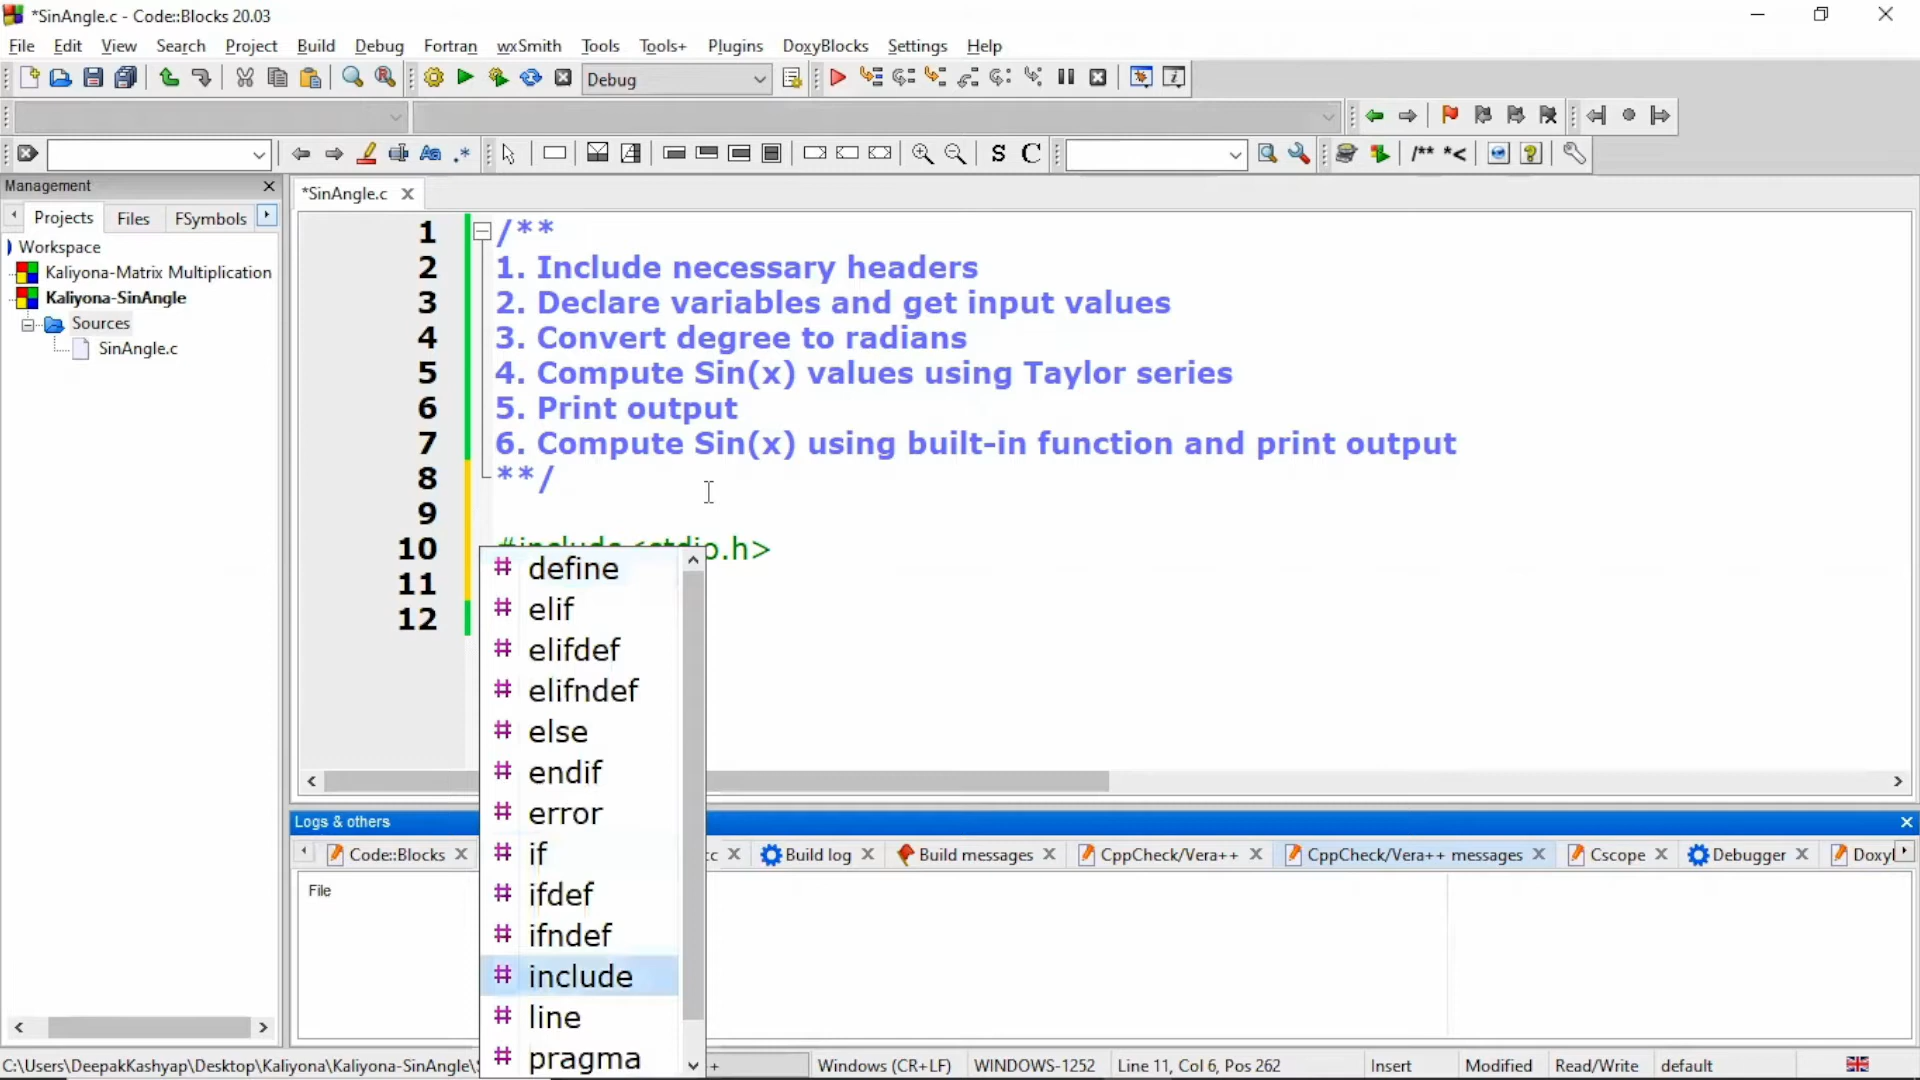 *SinAngle.c - Code::Blocks 20.03
File Edit View Search Project Build Debug Fortran wxSmith Tools Tools+ Plugins DoxyBlocks Settings Help
Debug
S C /** *<
Management
*SinAngle.c
Projects Files FSymbols
Workspace
Kaliyona-Matrix Multiplication
Kaliyona-SinAngle
Sources
SinAngle.c
1 /**
2 1. Include necessary headers
3 2. Declare variables and get input values
4 3. Convert degree to radians
5 4. Compute Sin(x) values using Taylor series
6 5. Print output
7 6. Compute Sin(x) using built-in function and print output
8 **/
9
10 #include<stdio.h>
11
12
# define
# elif
# elifdef
# elifndef
# else
# endif
# error
# if
# ifdef
# ifndef
# include
# line
# pragma
Logs & others
Code::Blocks cc Build log Build messages CppCheck/Vera++ CppCheck/Vera++ messages Cscope Debugger Doxyl
File
C:\Users\DeepakKashyap\Desktop\Kaliyona\Kaliyona-SinAngle\ + Windows (CR+LF) WINDOWS-1252 Line 11, Col 6, Pos 262 Insert Modified Read/Write default